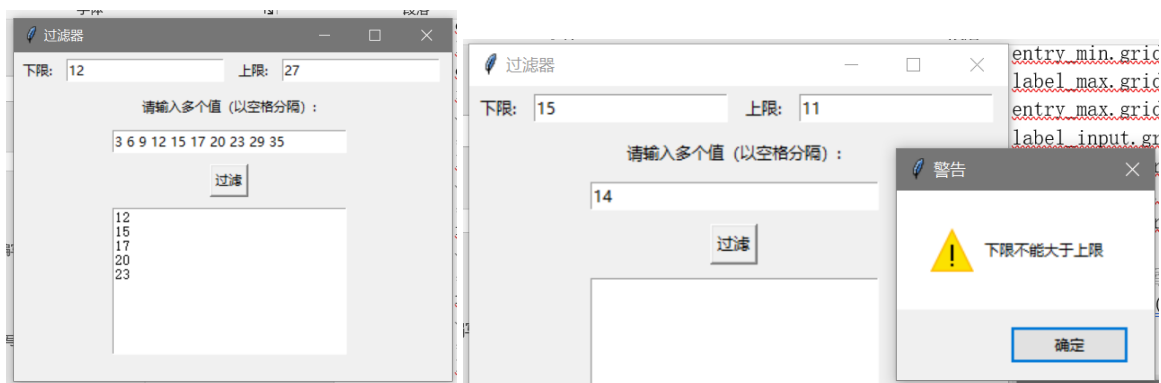 过滤器
下限: 12 上限: 27
请输入多个值（以空格分隔）:
3 6 9 12 15 17 20 23 29 35
过滤
12
15
17
20
23
过滤器
下限: 15 上限: 11
请输入多个值（以空格分隔）:
14
过滤
entry_min.grid
label_max.grid
entry_max.grid
label_input.gr
警告
下限不能大于上限
确定